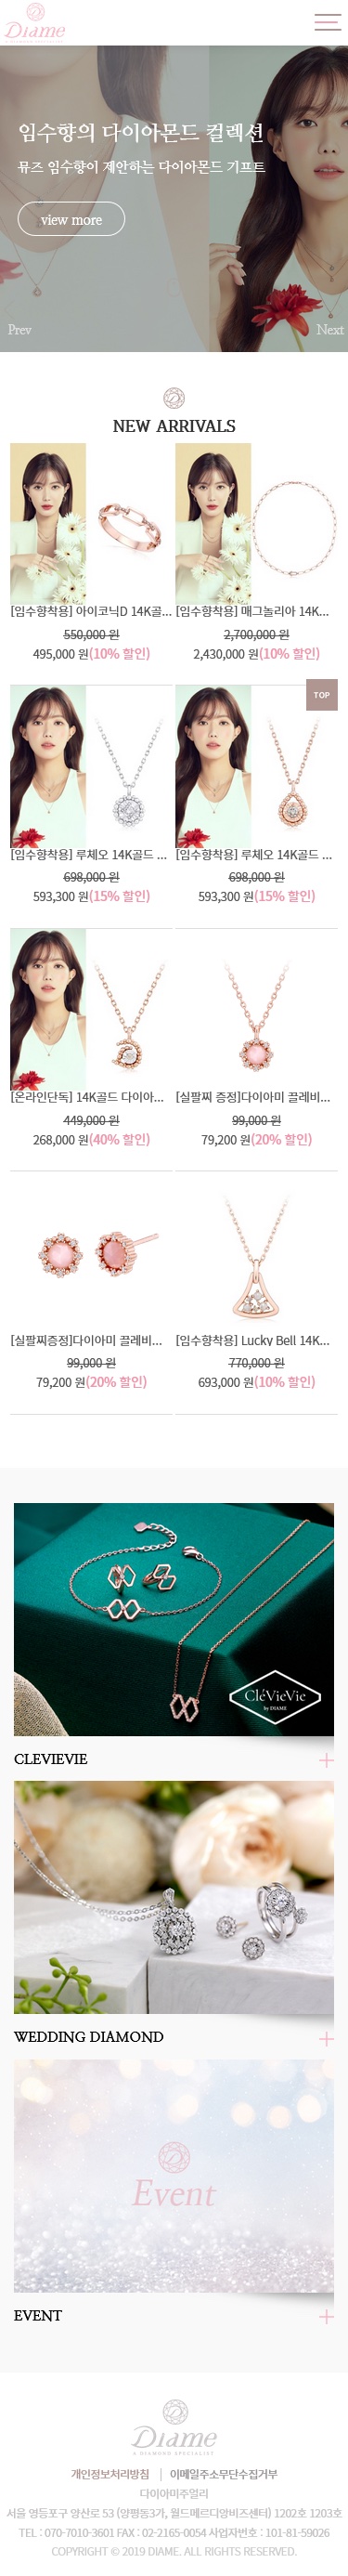 Diame
A DIAMOND SPECIALIST
임수향의 다이아몬드 컬렉션
뮤즈 임수향이 제안하는 다이아몬드 기프트
view more
Prev
Next
NEW ARRIVALS
[임수향착용] 아이코닉D 14K골...
550,000 원
495,000 원(10% 할인)
[임수향착용] 매그놀리아 14K...
2,700,000 원
2,430,000 원(10% 할인)
TOP
[임수향착용] 루체오 14K골드 ...
698,000 원
593,300 원(15% 할인)
[임수향착용] 루체오 14K골드 ...
698,000 원
593,300 원(15% 할인)
[온라인단독] 14K골드 다이아...
449,000 원
268,000 원(40% 할인)
[실팔찌 증정]다이아미 끌레비...
99,000 원
79,200 원(20% 할인)
[실팔찌증정]다이아미 끌레비...
99,000 원
79,200 원(20% 할인)
[임수향착용] Lucky Bell 14K...
770,000 원
693,000 원(10% 할인)
CléVieVie
by DIAME
CLEVIEVIE
WEDDING DIAMOND
Event
EVENT
Diame
A DIAMOND SPECIALIST
개인정보처리방침 | 이메일주소무단수집거부
다이아미주얼리
서울 영등포구 양산로 53 (양평동3가, 월드메르디앙비즈센터) 1202호 1203호
TEL : 070-7010-3601 FAX : 02-2165-0054 사업자번호 : 101-81-59026
COPYRIGHT © 2019 DIAME. ALL RIGHTS RESERVED.